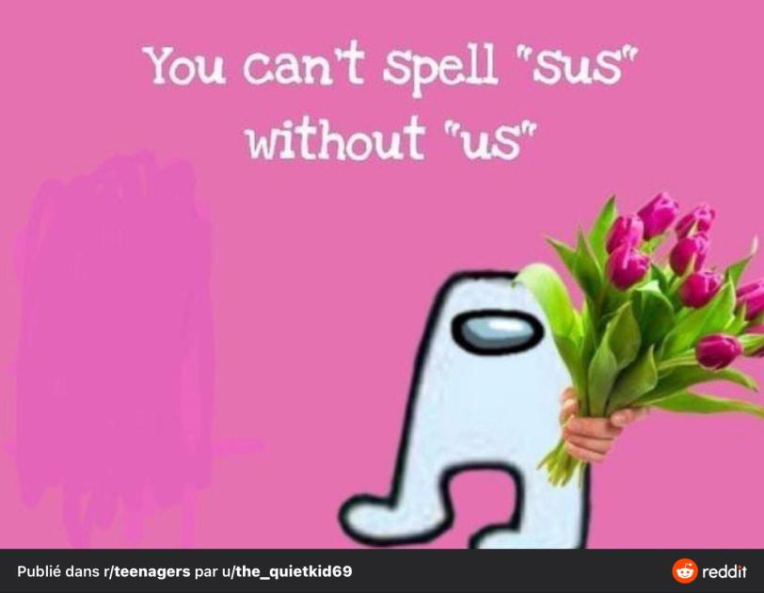 You can't spell "sus"
without "us"
Publié dans r/teenagers par u/the_quietkid69
reddit